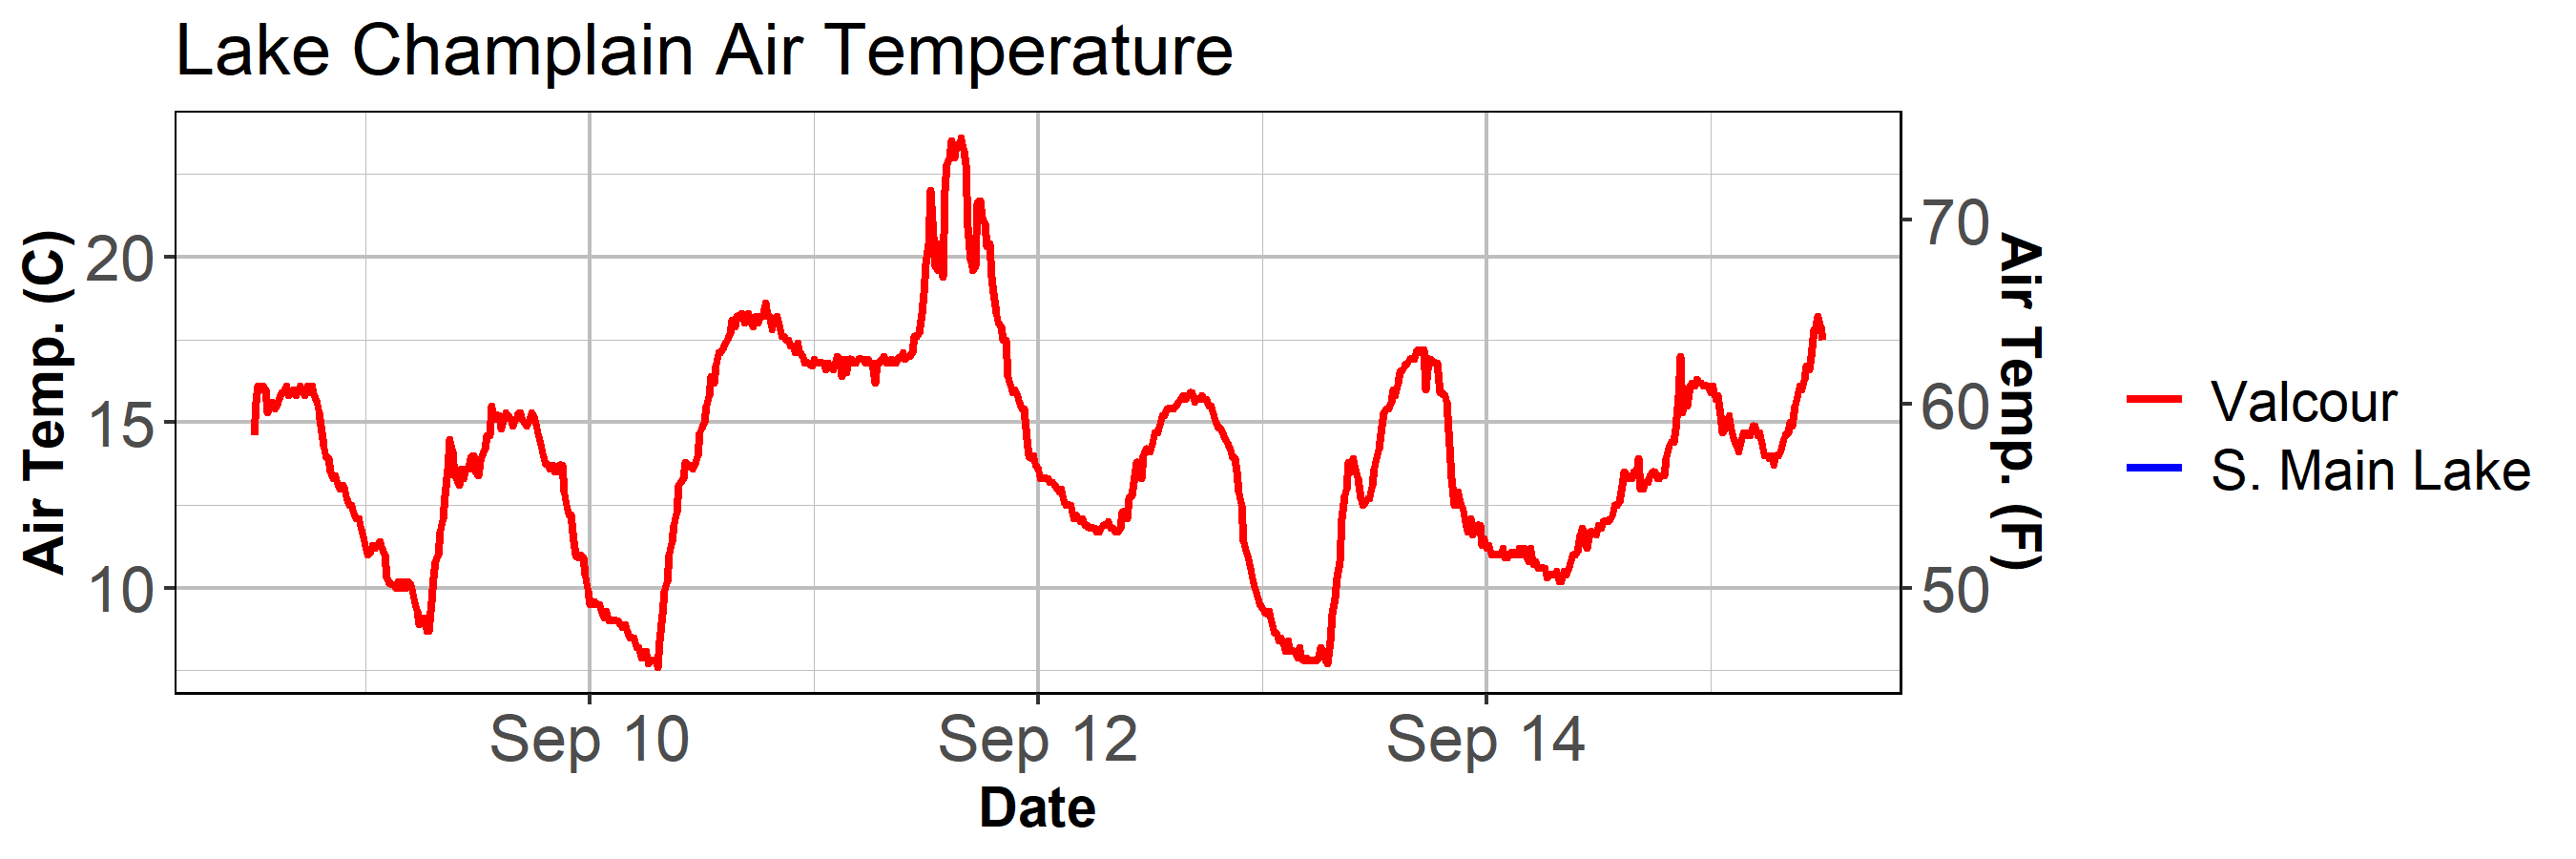 Lake Champlain Air Temperature
Air Temp. (C)
20
15
10
70
60
50
Air Temp. (F)
Sep 10
Sep 12
Sep 14
Date
Valcour
S. Main Lake